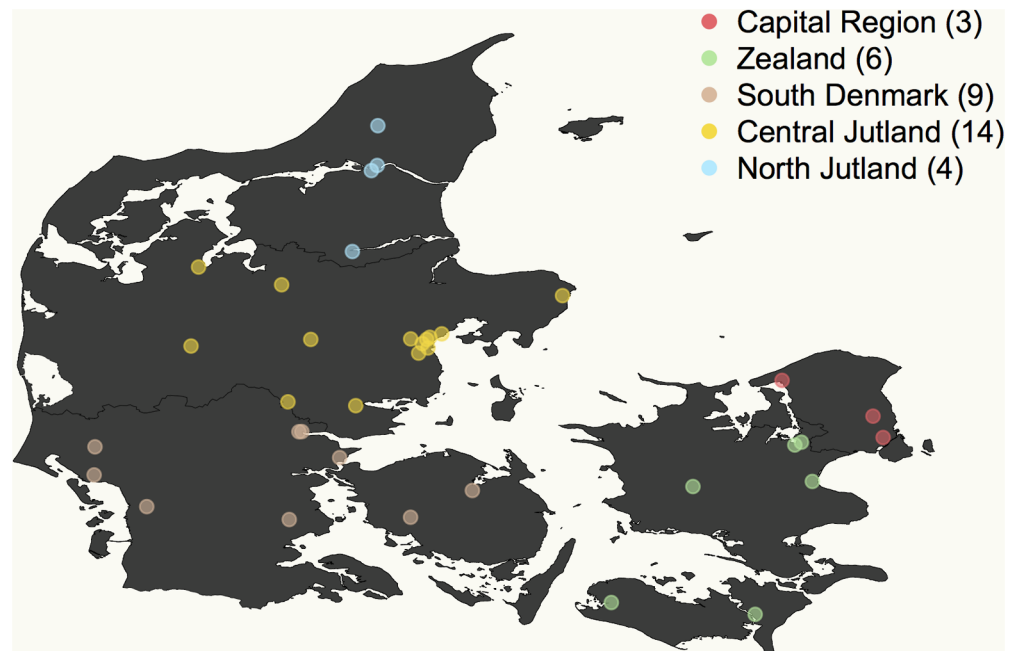 Capital Region (3)
Zealand (6)
South Denmark (9)
Central Jutland (14)
North Jutland (4)